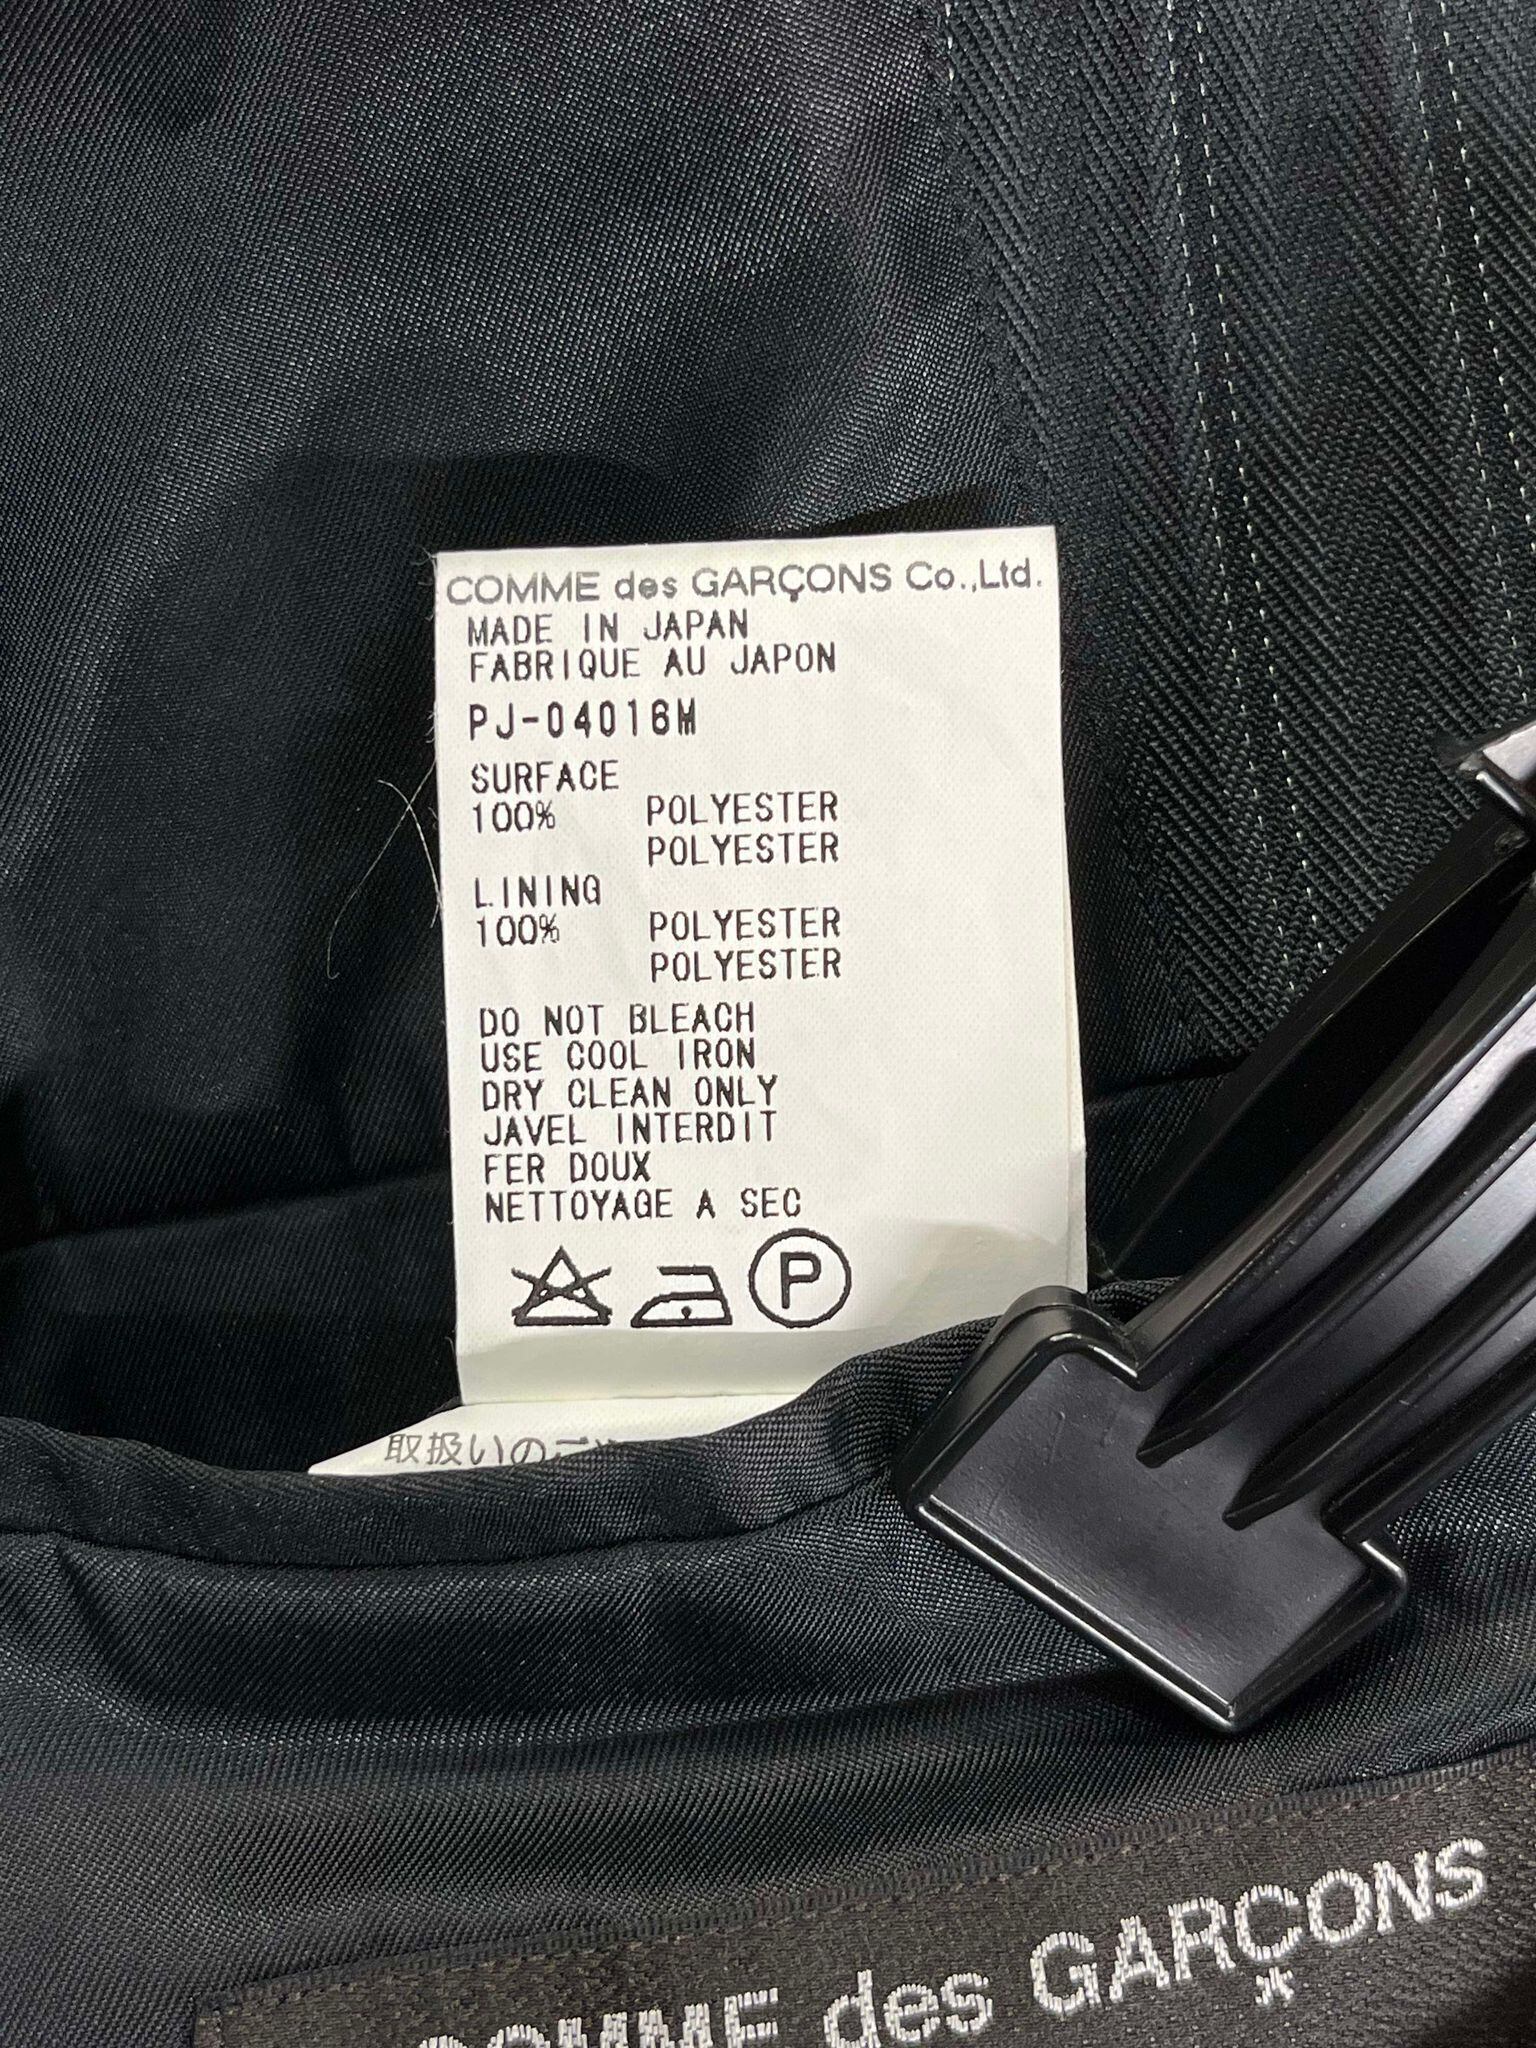 COMME des GARÇONS Co.,Ltd.
MADE IN JAPAN
FABRIQUE AU JAPON
PJ-04016M
SURFACE
100% POLYESTER
POLYESTER
LINING
100% POLYESTER
POLYESTER
DO NOT BLEACH
USE COOL IRON
DRY CLEAN ONLY
JAVEL INTERDIT
FER DOUX
NETTOYAGE A SEC
P
取扱いのご
COMME des GARÇONS